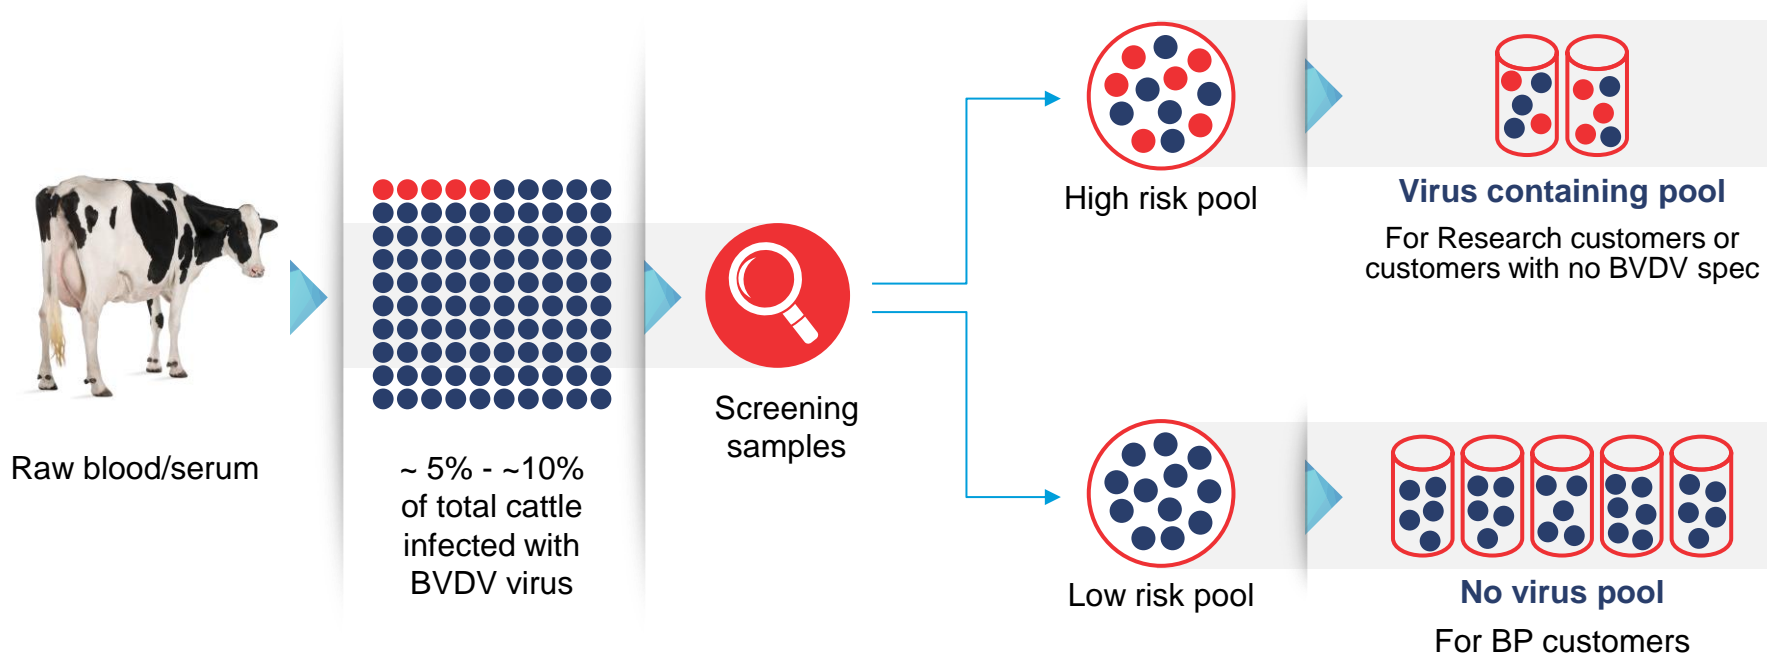 Raw blood/serum
~ 5% - ~10%
of total cattle
infected with
BVDV virus
Screening
samples
High risk pool
Virus containing pool
For Research customers or
customers with no BVDV spec
Low risk pool
No virus pool
For BP customers